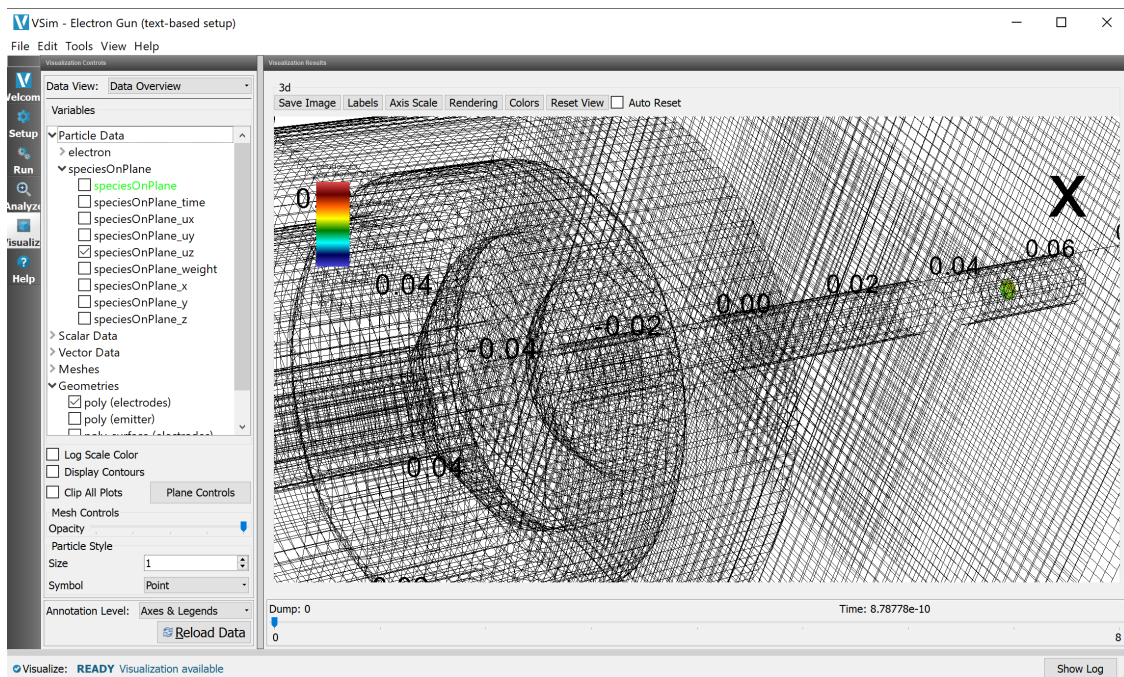 VSim - Electron Gun (text-based setup)
File Edit Tools View Help
Visualization Controls
Visualization Results
Welcom
Setup
Run
Analyze
Visualiz
Help
Data View: Data Overview
Variables
Particle Data
electron
speciesOnPlane
speciesOnPlane
speciesOnPlane_time
speciesOnPlane_ux
speciesOnPlane_uy
speciesOnPlane_uz
speciesOnPlane_weight
speciesOnPlane_x
speciesOnPlane_y
speciesOnPlane_z
Scalar Data
Vector Data
Meshes
Geometries
poly (electrodes)
poly (emitter)
Log Scale Color
Display Contours
Clip All Plots Plane Controls
Mesh Controls
Opacity
Particle Style
Size 1
Symbol Point
Annotation Level: Axes & Legends
Reload Data
3d
Save Image Labels Axis Scale Rendering Colors Reset View Auto Reset
X
0.06
0.04
0.02
0.00
-0.02
-0.04
0.04
0.04
Dump: 0 Time: 8.78778e-10
0 8
Visualize: READY Visualization available
Show Log